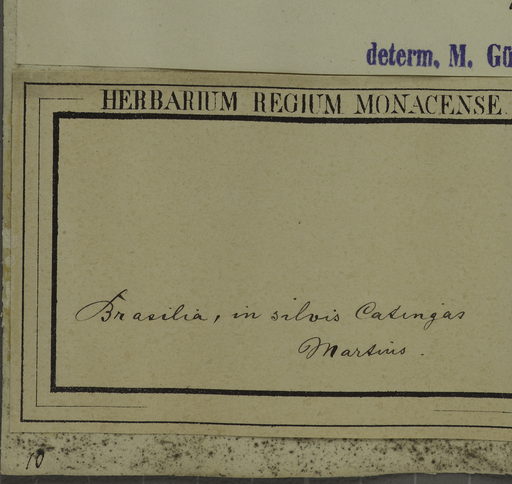 determ. M. Gü
HERBARIUM REGIUM MONACENSE.
Brasilia, in silvis Catingas
Martius.
10